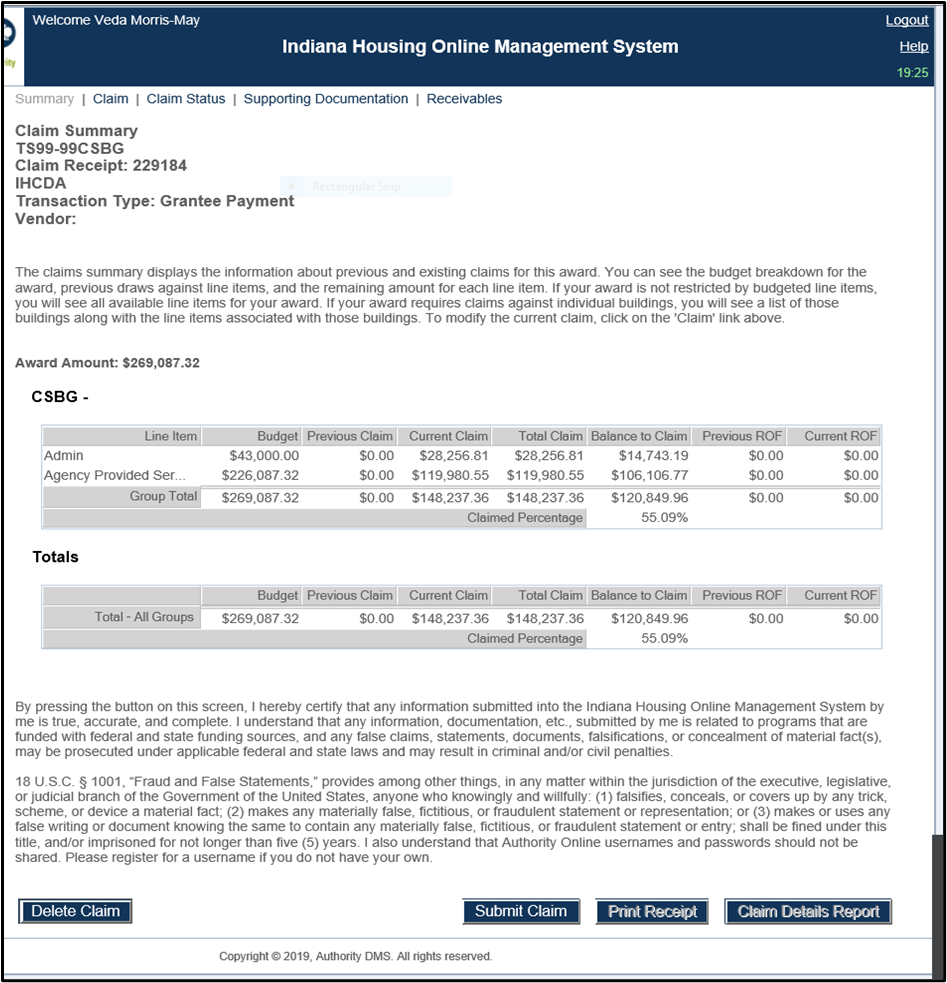 Welcome Veda Morris-May
Logout
Indiana Housing Online Management System
Help
ity
19:25
Summary | Claim | Claim Status | Supporting Documentation | Receivables
Claim Summary
TS99-99CSBG
Claim Receipt: 229184
IHCDA
Rectangular Snip
Transaction Type: Grantee Payment
Vendor:
The claims summary displays the information about previous and existing claims for this award. You can see the budget breakdown for the
award, previous draws against line items, and the remaining amount for each line item. If your award is not restricted by budgeted line items,
you will see all available line items for your award. If your award requires claims against individual buildings, you will see a list of those
buildings along with the line items associated with those buildings. To modify the current claim, click on the 'Claim' link above.
Award Amount: $269,087.32
CSBG -
Line Item Budget Previous Claim Current Claim Total Claim Balance to Claim Previous ROF Current ROF
Admin $43,000.00 $0.00 $28,256.81 $28,256.81 $14,743.19 $0.00 $0.00
Agency Provided Ser... $226,087.32 $0.00 $119,980.55 $119,980.55 $106,106.77 $0.00 $0.00
Group Total $269,087.32 $0.00 $148,237.36 $148,237.36 $120,849.96 $0.00 $0.00
Claimed Percentage 55.09%
Totals
Budget Previous Claim Current Claim Total Claim Balance to Claim Previous ROF Current ROF
Total - All Groups $269,087.32 $0.00 $148,237.36 $148,237.36 $120,849.96 $0.00 $0.00
Claimed Percentage 55.09%
By pressing the button on this screen, I hereby certify that any information submitted into the Indiana Housing Online Management System by
me is true, accurate, and complete. I understand that any information, documentation, etc., submitted by me is related to programs that are
funded with federal and state funding sources, and any false claims, statements, documents, falsifications, or concealment of material fact(s),
may be prosecuted under applicable federal and state laws and may result in criminal and/or civil penalties.
18 U.S.C. § 1001, “Fraud and False Statements,” provides among other things, in any matter within the jurisdiction of the executive, legislative,
or judicial branch of the Government of the United States, anyone who knowingly and willfully: (1) falsifies, conceals, or covers up by any trick,
scheme, or device a material fact; (2) makes any materially false, fictitious, or fraudulent statement or representation; or (3) makes or uses any
false writing or document knowing the same to contain any materially false, fictitious, or fraudulent statement or entry; shall be fined under this
title, and/or imprisoned for not longer than five (5) years. I also understand that Authority Online usernames and passwords should not be
shared. Please register for a username if you do not have your own.
Delete Claim Submit Claim Print Receipt Claim Details Report
Copyright © 2019, Authority DMS. All rights reserved.